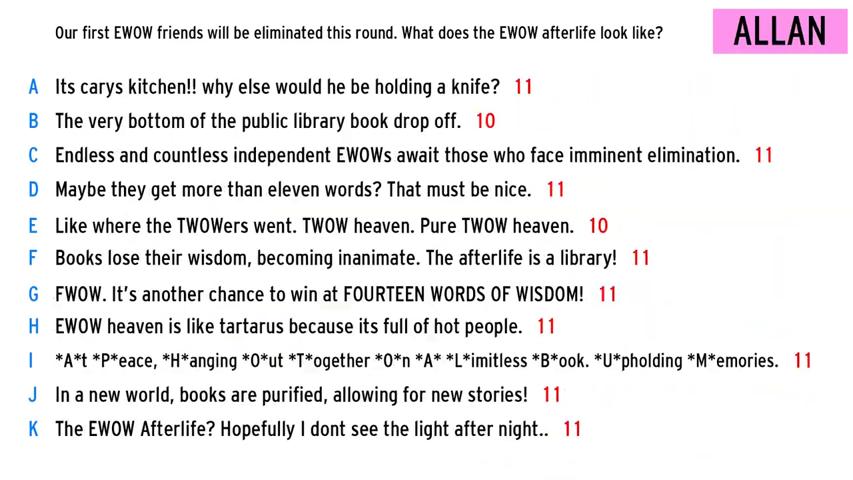 Our first EWOW friends will be eliminated this round. What does the EWOW afterlife look like?
ALLAN
A Its carys kitchen!! why else would he be holding a knife? 11
B The very bottom of the public library book drop off. 10
C Endless and countless independent EWOWs await those who face imminent elimination. 11
D Maybe they get more than eleven words? That must be nice. 11
E Like where the TWOWers went. TWOW heaven. Pure TWOW heaven. 10
F Books lose their wisdom, becoming inanimate. The afterlife is a library! 11
G FWOW. It's another chance to win at FOURTEEN WORDS OF WISDOM! 11
H EWOW heaven is like tartarus because its full of hot people. 11
I *A*t *P*eace, *H*anging *O*ut *T*ogether *O*n *A* *L*imitless *B*ook. *U*pholding *M*emories. 11
J In a new world, books are purified, allowing for new stories! 11
K The EWOW Afterlife? Hopefully I dont see the light after night.. 11